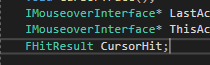 IMouseoverInterface* LastAc
IMouseoverInterface* ThisAc
FHitResult CursorHit;